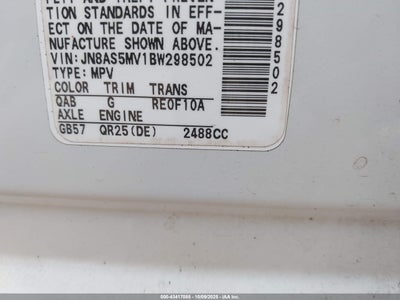 TION STANDARDS IN EFF-
ECT ON THE DATE OF MA-
NUFACTURE SHOWN ABOVE.
VIN: JN8AS5MV1BW298502
TYPE: MPV
COLOR TRIM TRANS
QAB G RE0F10A
AXLE ENGINE
GB57 QR25(DE) 2488CC
298502
000-43417085 | 10/09/2025 | IAA Inc.